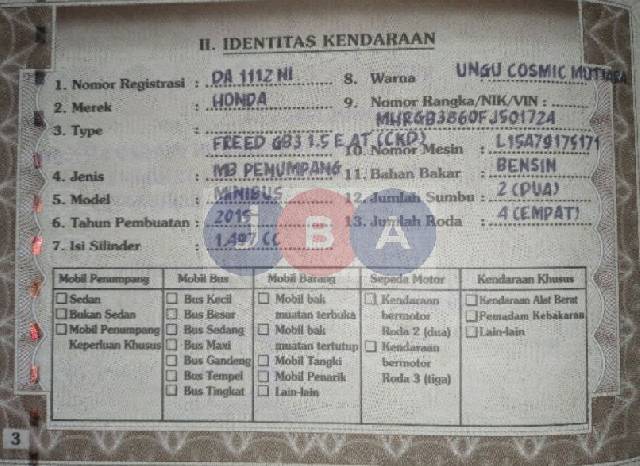 II. IDENTITAS KENDARAAN
1. Nomor Registrasi : DA 1112 NI
2. Merek : HONDA
3. Type : FREED GB3 1.5 E AT (CKD)
4. Jenis : MB PENUMPANG
5. Model : MINIBUS
6. Tahun Pembuatan : 2015
7. Isi Silinder : 1.497 CC
8. Warna UNGU COSMIC MUTIARA
9. Nomor Rangka/NIK/VIN :
MHRGB3860FJ501724
10. Nomor Mesin : L15A79175171
11. Bahan Bakar : BENSIN
12. Jumlah Sumbu : 2 (DUA)
13. Jumlah Roda : 4 (EMPAT)
JBA
Mobil Penumpang
Sedan
Bukan Sedan
Mobil Penumpang
Keperluan Khusus
Mobil Bus
Bus Kecil
Bus Besar
Bus Sedang
Bus Maxi
Bus Gandeng
Bus Tempel
Bus Tingkat
Mobil Barang
Mobil bak
muatan terbuka
Mobil bak
muatan tertutup
Mobil Tangki
Mobil Penarik
Lain-lain
Sepeda Motor
Kendaraan
bermotor
Roda 2 (dua)
Kendaraan
bermotor
Roda 3 (tiga)
Kendaraan Khusus
Kendaraan Alat Berat
Pemadam Kebakaran
Lain-lain
3